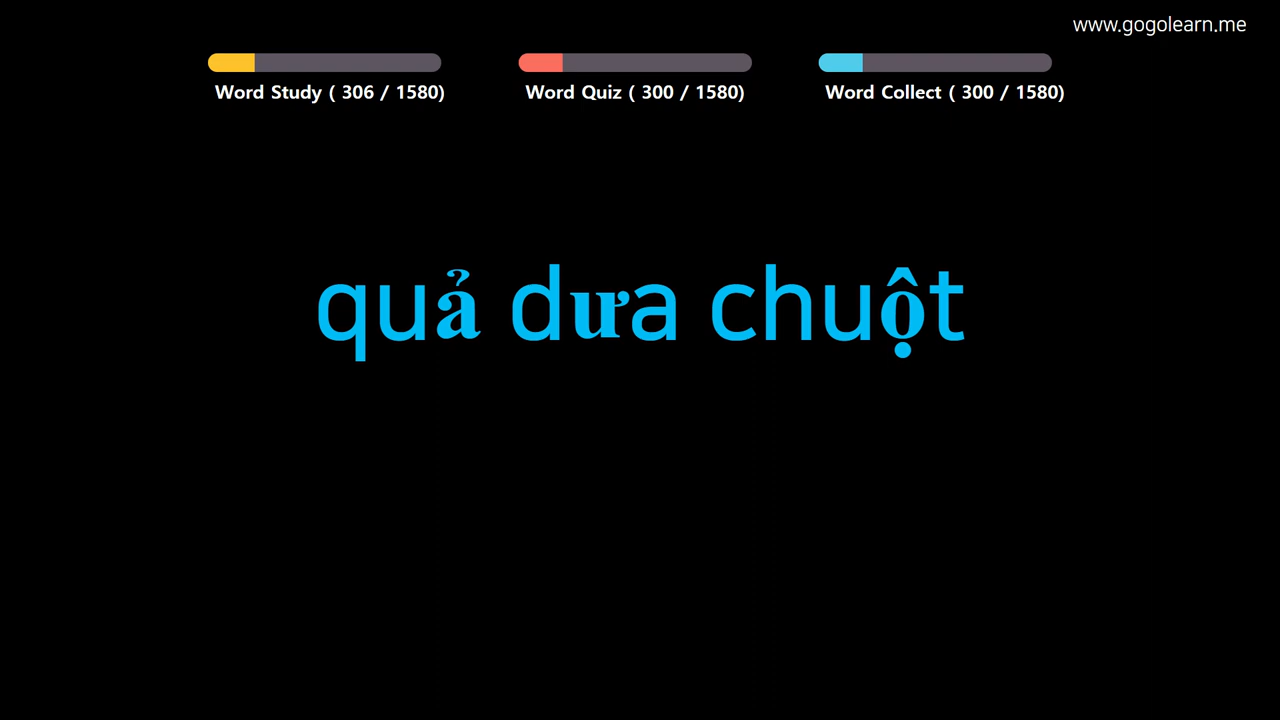 www.gogolearn.me
Word Study ( 306 / 1580)
Word Quiz ( 300 / 1580)
Word Collect ( 300 / 1580)
quả dưa chuột